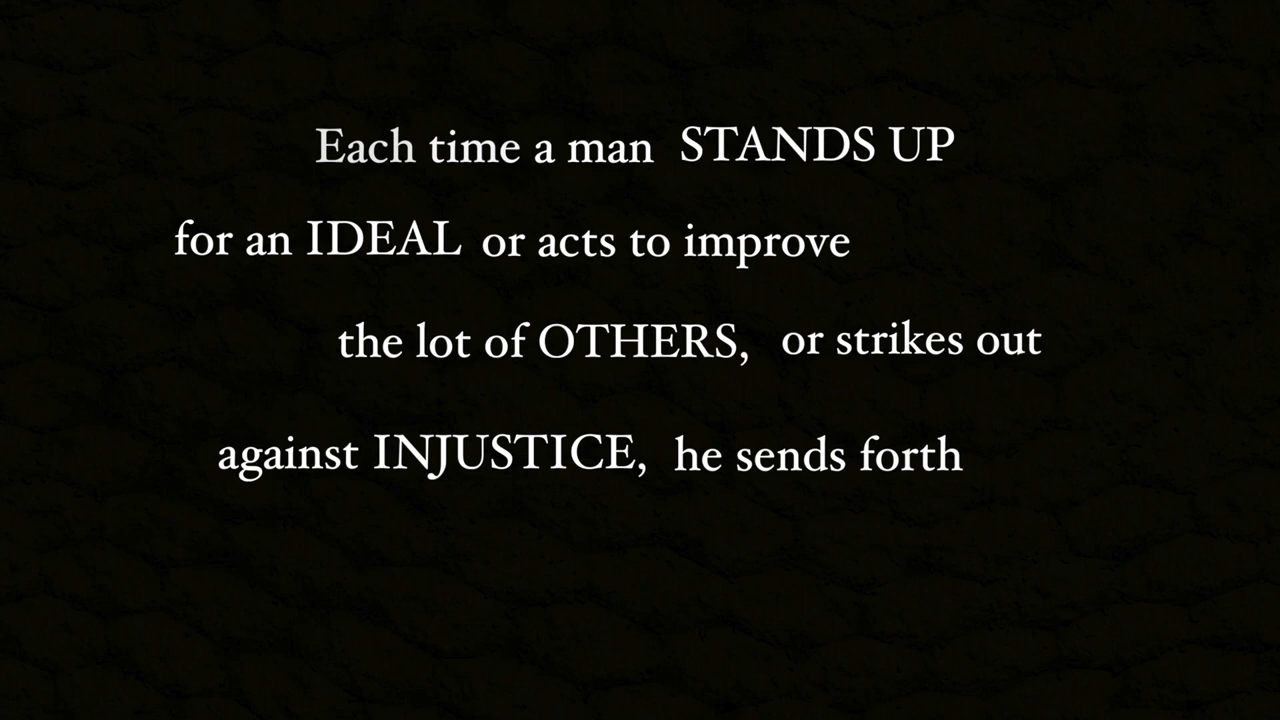 Each time a man STANDS UP
for an IDEAL or acts to improve
the lot of OTHERS, or strikes out
against INJUSTICE, he sends forth